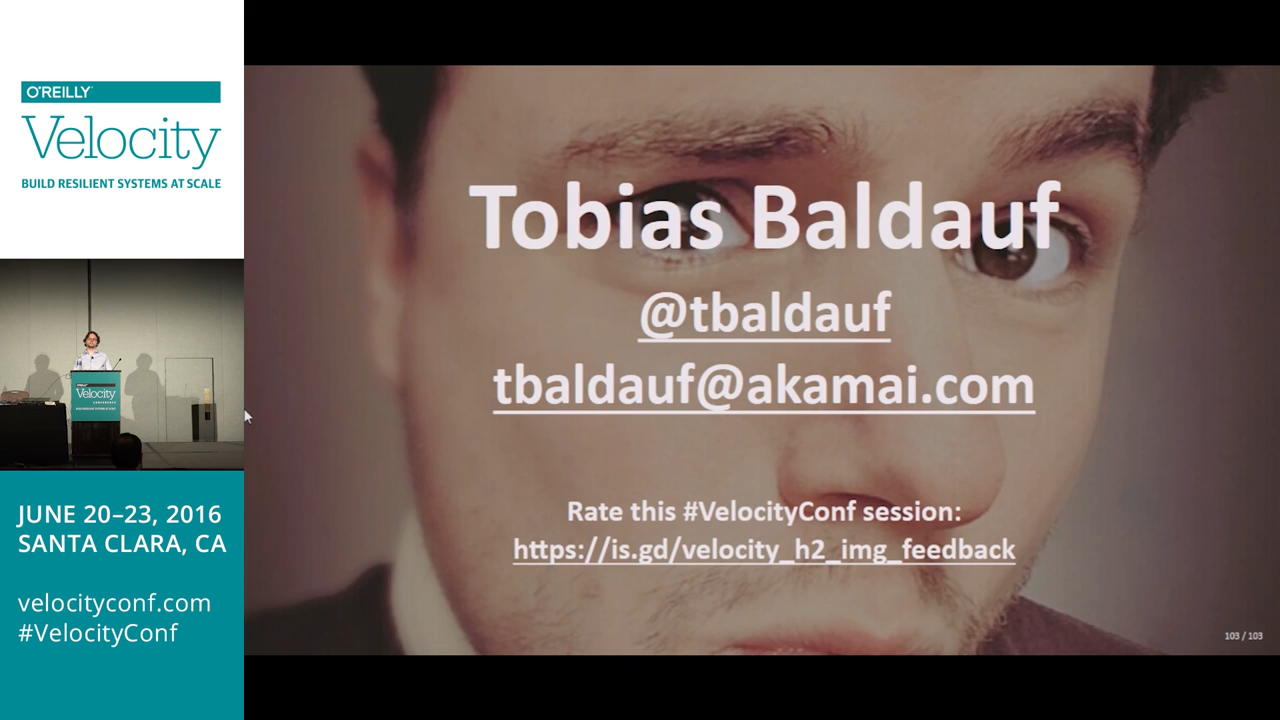 O'REILLY
Velocity
BUILD RESILIENT SYSTEMS AT SCALE
Velocity
JUNE 20–23, 2016
SANTA CLARA, CA
velocityconf.com
#VelocityConf
Tobias Baldauf
@tbaldauf
tbaldauf@akamai.com
Rate this #VelocityConf session:
https://is.gd/velocity_h2_img_feedback
103 / 103